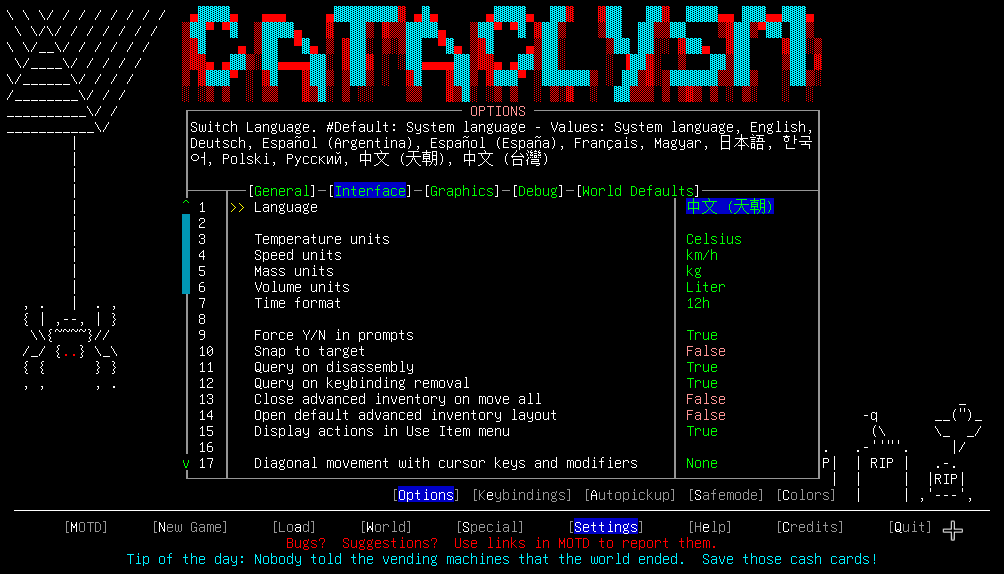 CATACLYSM
OPTIONS
Switch Language. #Default: System language - Values: System language, English,
Deutsch, Español (Argentina), Español (España), Français, Magyar, 日本語, 한국
어, Polski, Русский, 中文 (天朝), 中文 (台灣)
[General] [Interface] [Graphics] [Debug] [World Defaults]
1 >> Language 中文 (天朝)
2
3 Temperature units Celsius
4 Speed units km/h
5 Mass units kg
6 Volume units Liter
7 Time format 12h
8
9 Force Y/N in prompts True
10 Snap to target False
11 Query on disassembly True
12 Query on keybinding removal True
13 Close advanced inventory on move all False
14 Open default advanced inventory layout False
15 Display actions in Use Item menu True
16
17 Diagonal movement with cursor keys and modifiers None
RIP
RIP
[Options] [Keybindings] [Autopickup] [Safemode] [Colors]
[MOTD] [New Game] [Load] [World] [Special] [Settings] [Help] [Credits] [Quit]
Bugs? Suggestions? Use links in MOTD to report them.
Tip of the day: Nobody told the vending machines that the world ended. Save those cash cards!